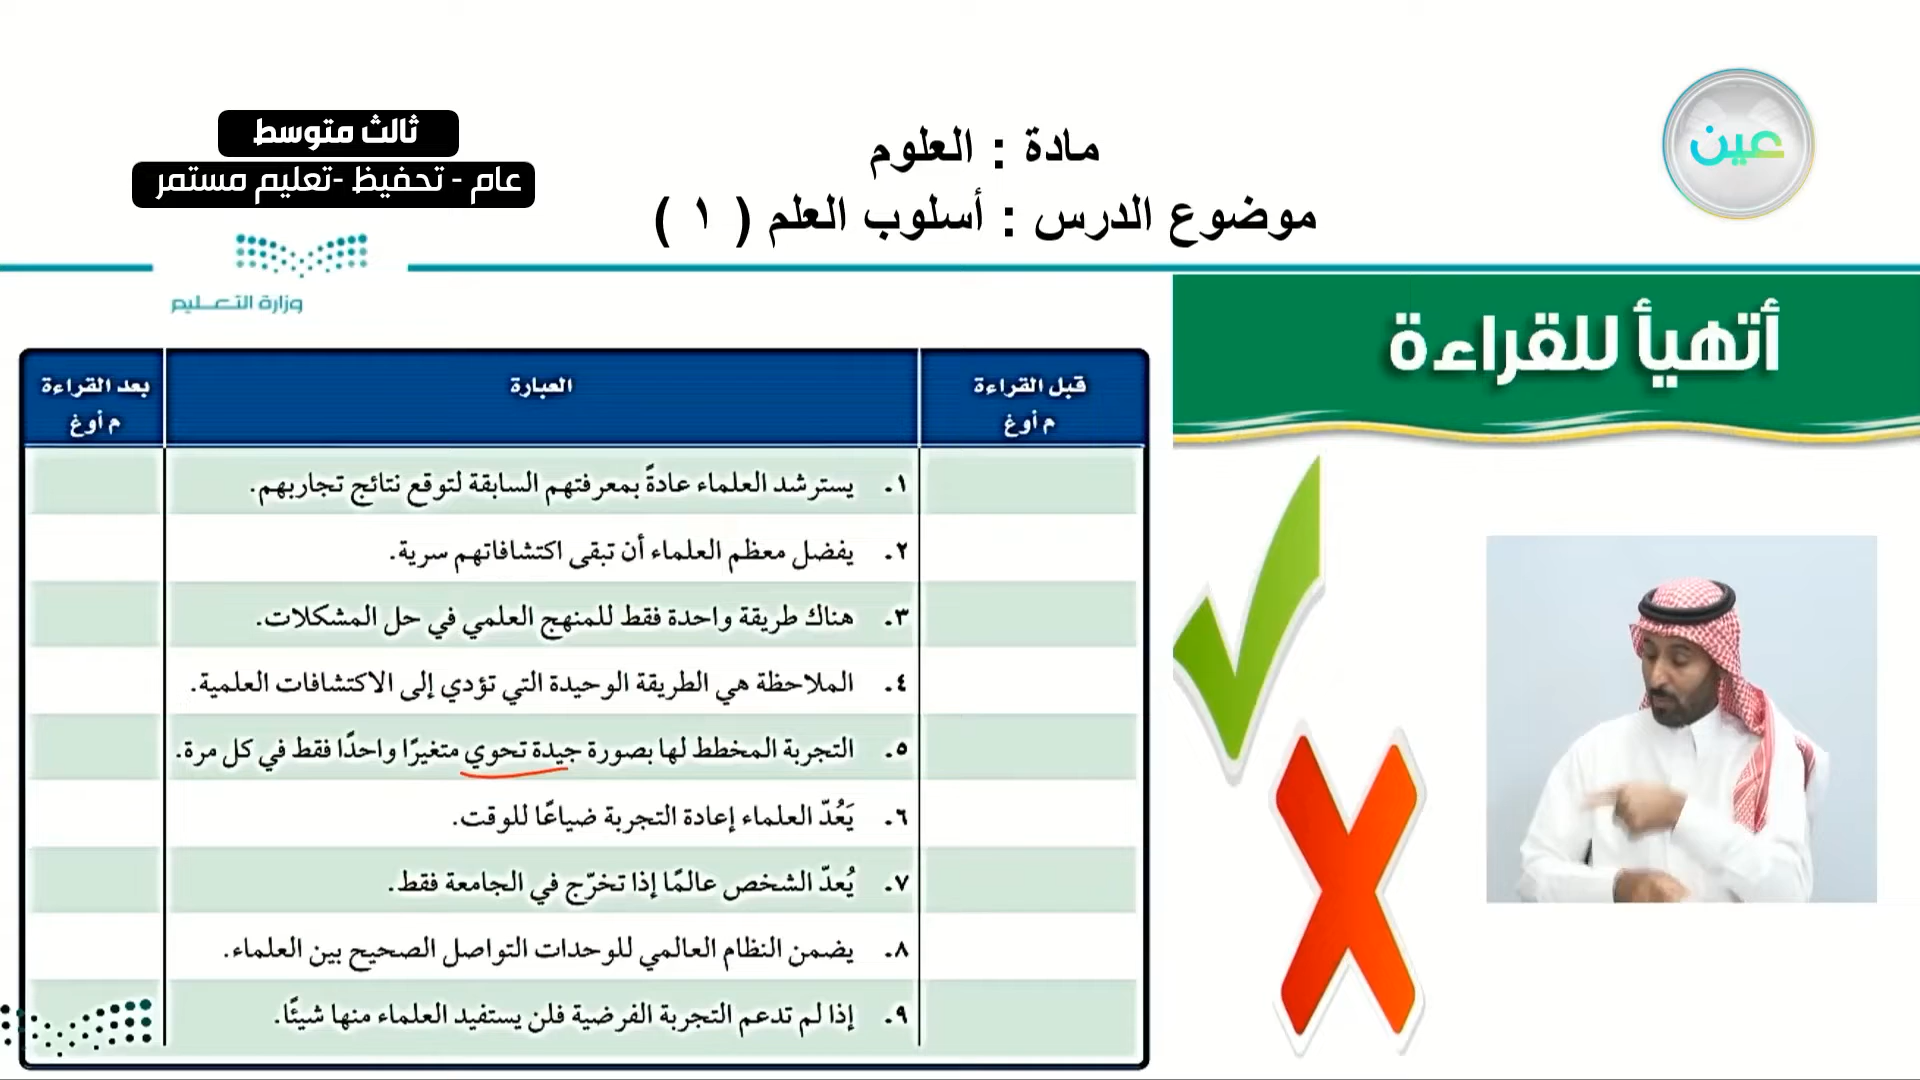 عين
ثالث متوسط
عام - تحفيظ -تعليم مستمر
مادة : العلوم
موضوع الدرس : أسلوب العلم ( ١ )
وزارة التعليم
أتهيأ للقراءة
قبل القراءة م أوغ
العبارة
بعد القراءة م أوغ
١. يسترشد العلماء عادةً بمعرفتهم السابقة لتوقع نتائج تجاربهم.
٢. يفضل معظم العلماء أن تبقى اكتشافاتهم سرية.
٣. هناك طريقة واحدة فقط للمنهج العلمي في حل المشكلات.
٤. الملاحظة هي الطريقة الوحيدة التي تؤدي إلى الاكتشافات العلمية.
٥. التجربة المخطط لها بصورة جيدة تحوي متغيرًا واحدًا فقط في كل مرة.
٦. يَعُدّ العلماء إعادة التجربة ضياعًا للوقت.
٧. يُعدّ الشخص عالمًا إذا تخرّج في الجامعة فقط.
٨. يضمن النظام العالمي للوحدات التواصل الصحيح بين العلماء.
٩. إذا لم تدعم التجربة الفرضية فلن يستفيد العلماء منها شيئًا.